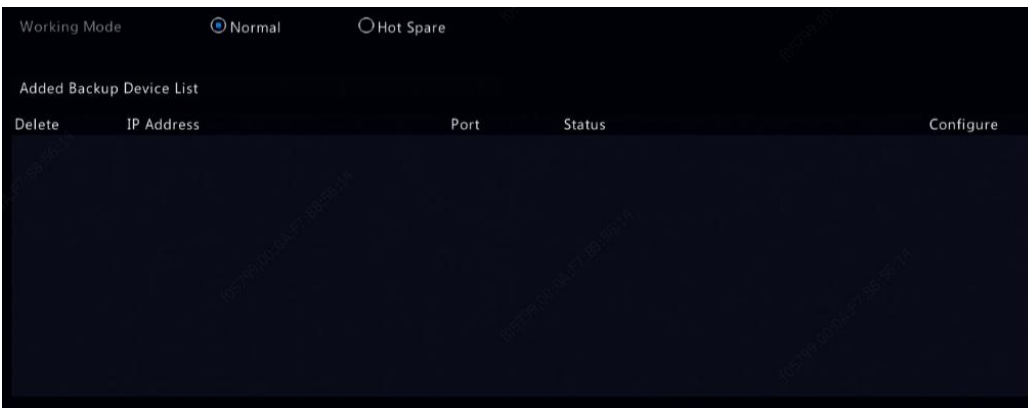 Working Mode Normal Hot Spare
Added Backup Device List
Delete IP Address Port Status Configure